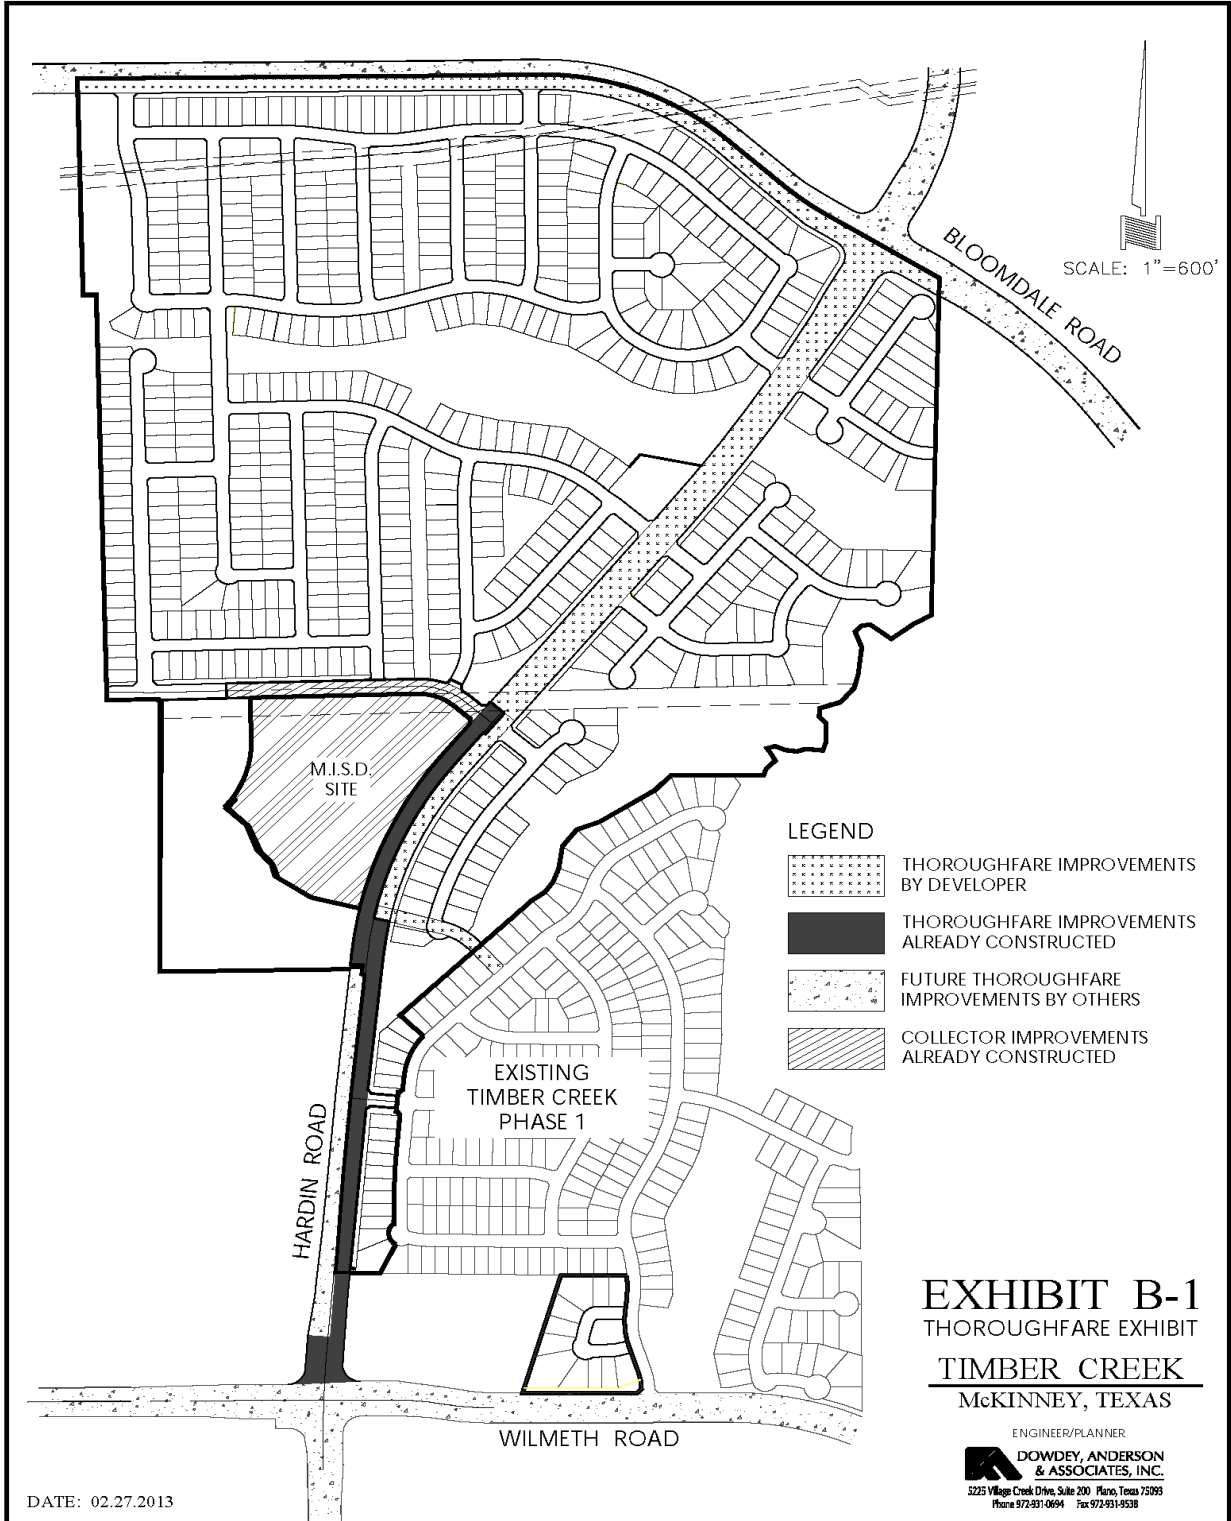 BLOOMDALE ROAD
SCALE: 1"=600'
M.I.S.D.
SITE
LEGEND
THOROUGHFARE IMPROVEMENTS
BY DEVELOPER
THOROUGHFARE IMPROVEMENTS
ALREADY CONSTRUCTED
FUTURE THOROUGHFARE
IMPROVEMENTS BY OTHERS
COLLECTOR IMPROVEMENTS
ALREADY CONSTRUCTED
EXISTING
TIMBER CREEK
PHASE 1
HARDIN ROAD
WILMETH ROAD
EXHIBIT B-1
THOROUGHFARE EXHIBIT
TIMBER CREEK
McKINNEY, TEXAS
ENGINEER/PLANNER
DOWDEY, ANDERSON
& ASSOCIATES, INC.
5225 Village Creek Drive, Suite 200 Plano, Texas 75093
Phone 972-931-0694 Fax 972-931-9538
DATE: 02.27.2013